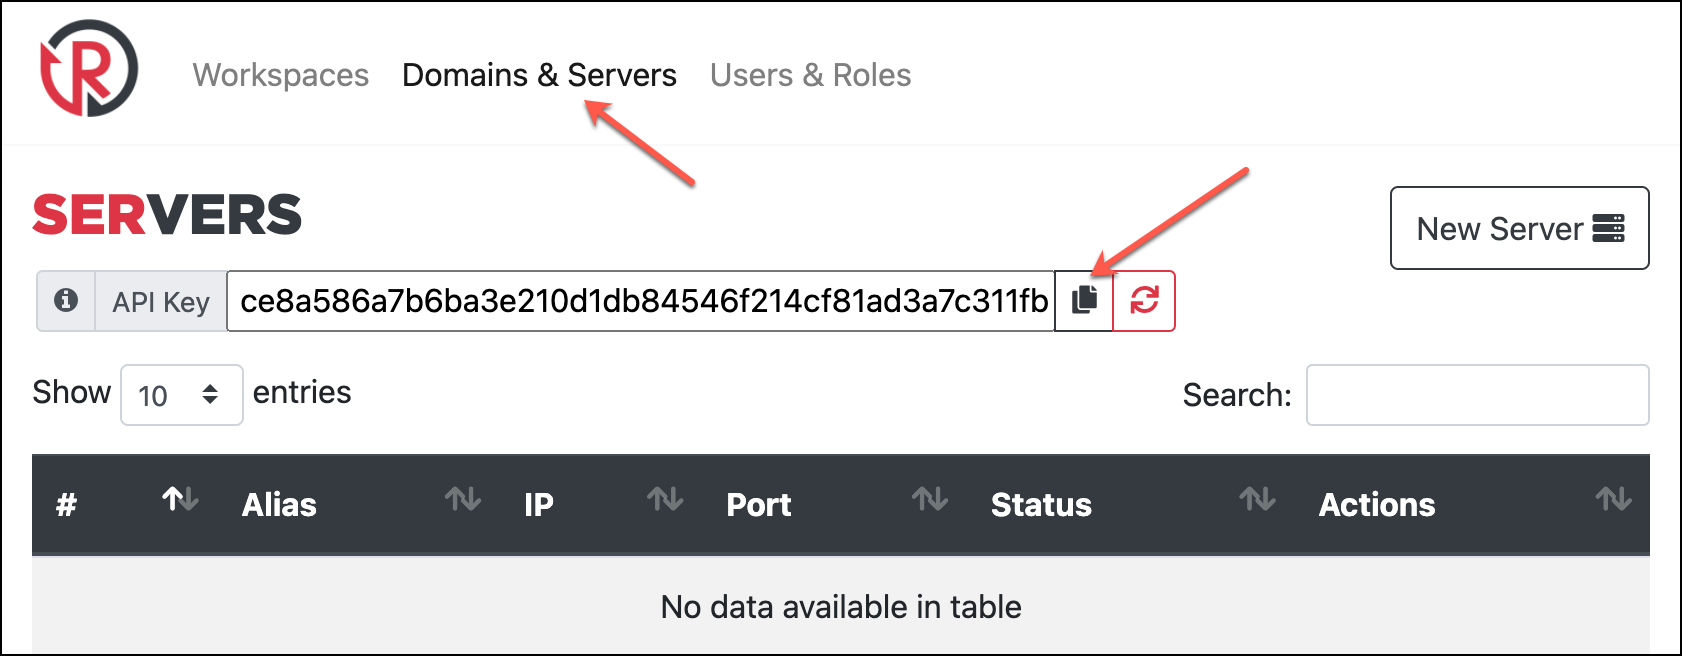 R
Workspaces Domains & Servers Users & Roles
SERVERS
New Server
API Key ce8a586a7b6ba3e210d1db84546f214cf81ad3a7c311fb
Show 10 entries
Search:
# Alias IP Port Status Actions
No data available in table